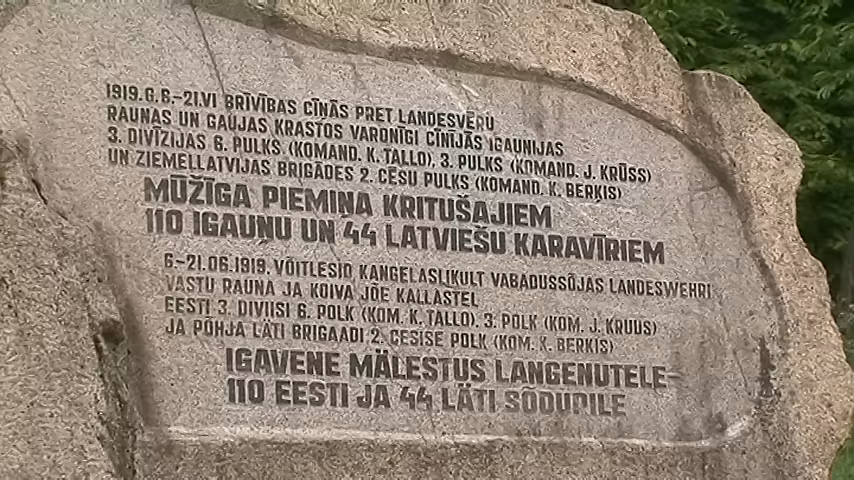 1919.G. 6.-21.VI BRĪVĪBAS CĪŅĀS PRET LANDESVĒRU
RAUNAS UN GAUJAS KRASTOS VAROŅĪGI CĪNĪJĀS IGAUNIJAS
3. DIVĪZIJAS 6. PULKS (KOMAND. K. TALLO), 3. PULKS (KOMAND. J. KRŪSS)
UN ZIEMEĻLATVIJAS BRIGĀDES 2. CĒSU PULKS (KOMAND. K. BERĶIS)
MŪŽĪGA PIEMIŅA KRITUŠAJIEM
110 IGAUŅU UN 44 LATVIEŠU KARAVĪRIEM
6.-21.06.1919. VÕITLESID KANGELASLIKULT VABADUSSÕJAS LANDESWEHRI
VASTU RAUNA JA KOIVA JÕE KALLASTEL
EESTI 3. DIVIISI 6. POLK (KOM. K. TALLO). 3. POLK (KOM. J. KRUUS)
JA PÕHJA LÄTI BRIGAADI 2. CESISE POLK (KOM. K. BERKIS)
IGAVENE MÄLESTUS LANGENUTELE-
110 EESTI JA 44 LÄTI SÕDURILE